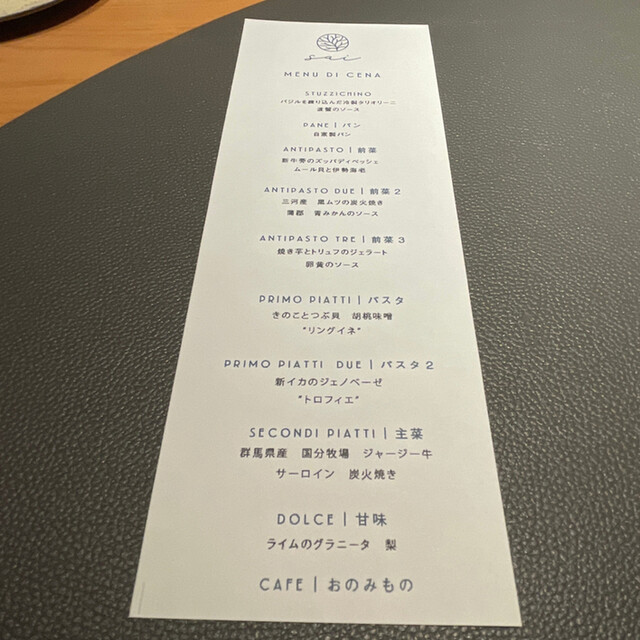 sai
MENU DI CENA
STUZZICHINO
バジルを練り込んだ冷製タリオリーニ
渡蟹のソース
PANE | パン
自家製パン
ANTIPASTO | 前菜
新牛蒡のズッパディペッシェ
ムール貝と伊勢海老
ANTIPASTO DUE | 前菜2
三河産 黒ムツの炭火焼き
蒲郡 青みかんのソース
ANTIPASTO TRE | 前菜3
焼き芋とトリュフのジェラート
卵黄のソース
PRIMO PIATTI | パスタ
きのことつぶ貝 胡桃味噌
"リングイネ"
PRIMO PIATTI DUE | パスタ2
新イカのジェノベーゼ
"トロフィエ"
SECONDI PIATTI | 主菜
群馬県産 国分牧場 ジャージー牛
サーロイン 炭火焼き
DOLCE | 甘味
ライムのグラニータ 梨
CAFE | おのみもの